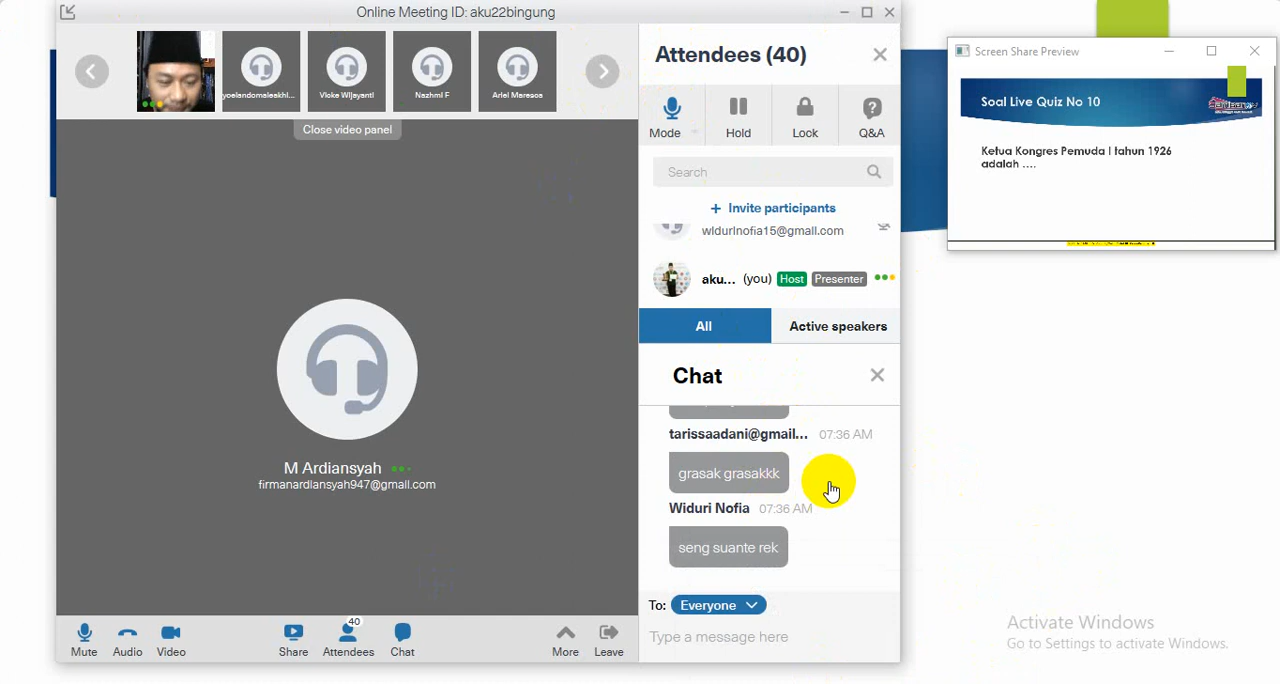 Online Meeting ID: aku22bingung
yoelandomaleakhi...
Vloke Wijayanti
Nazhmi F
Ariel Maresca
Close video panel
M Ardiansyah
firmanardiansyah947@gmail.com
Mute
Audio
Video
Share
40
Attendees
Chat
More
Leave
Attendees (40)
Mode
Hold
Lock
Q&A
Search
+ Invite participants
widurinofia15@gmail.com
aku... (you) Host Presenter
All
Active speakers
Chat
tarissaadani@gmail... 07:36 AM
grasak grasakkk
Widuri Nofia 07:36 AM
seng suante rek
To: Everyone
Type a message here
Screen Share Preview
Soal Live Quiz No 10
Ketua Kongres Pemuda I tahun 1926
adalah ....
Activate Windows
Go to Settings to activate Windows.